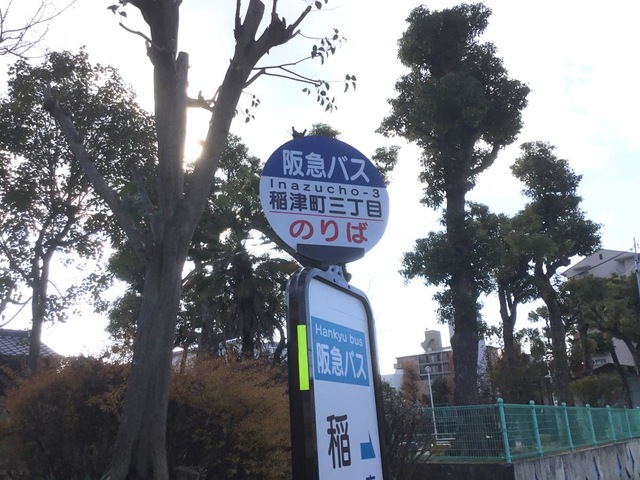 阪急バス
Inazucho-3
稲津町三丁目
のりば
Hankyu bus
阪急バス
稲